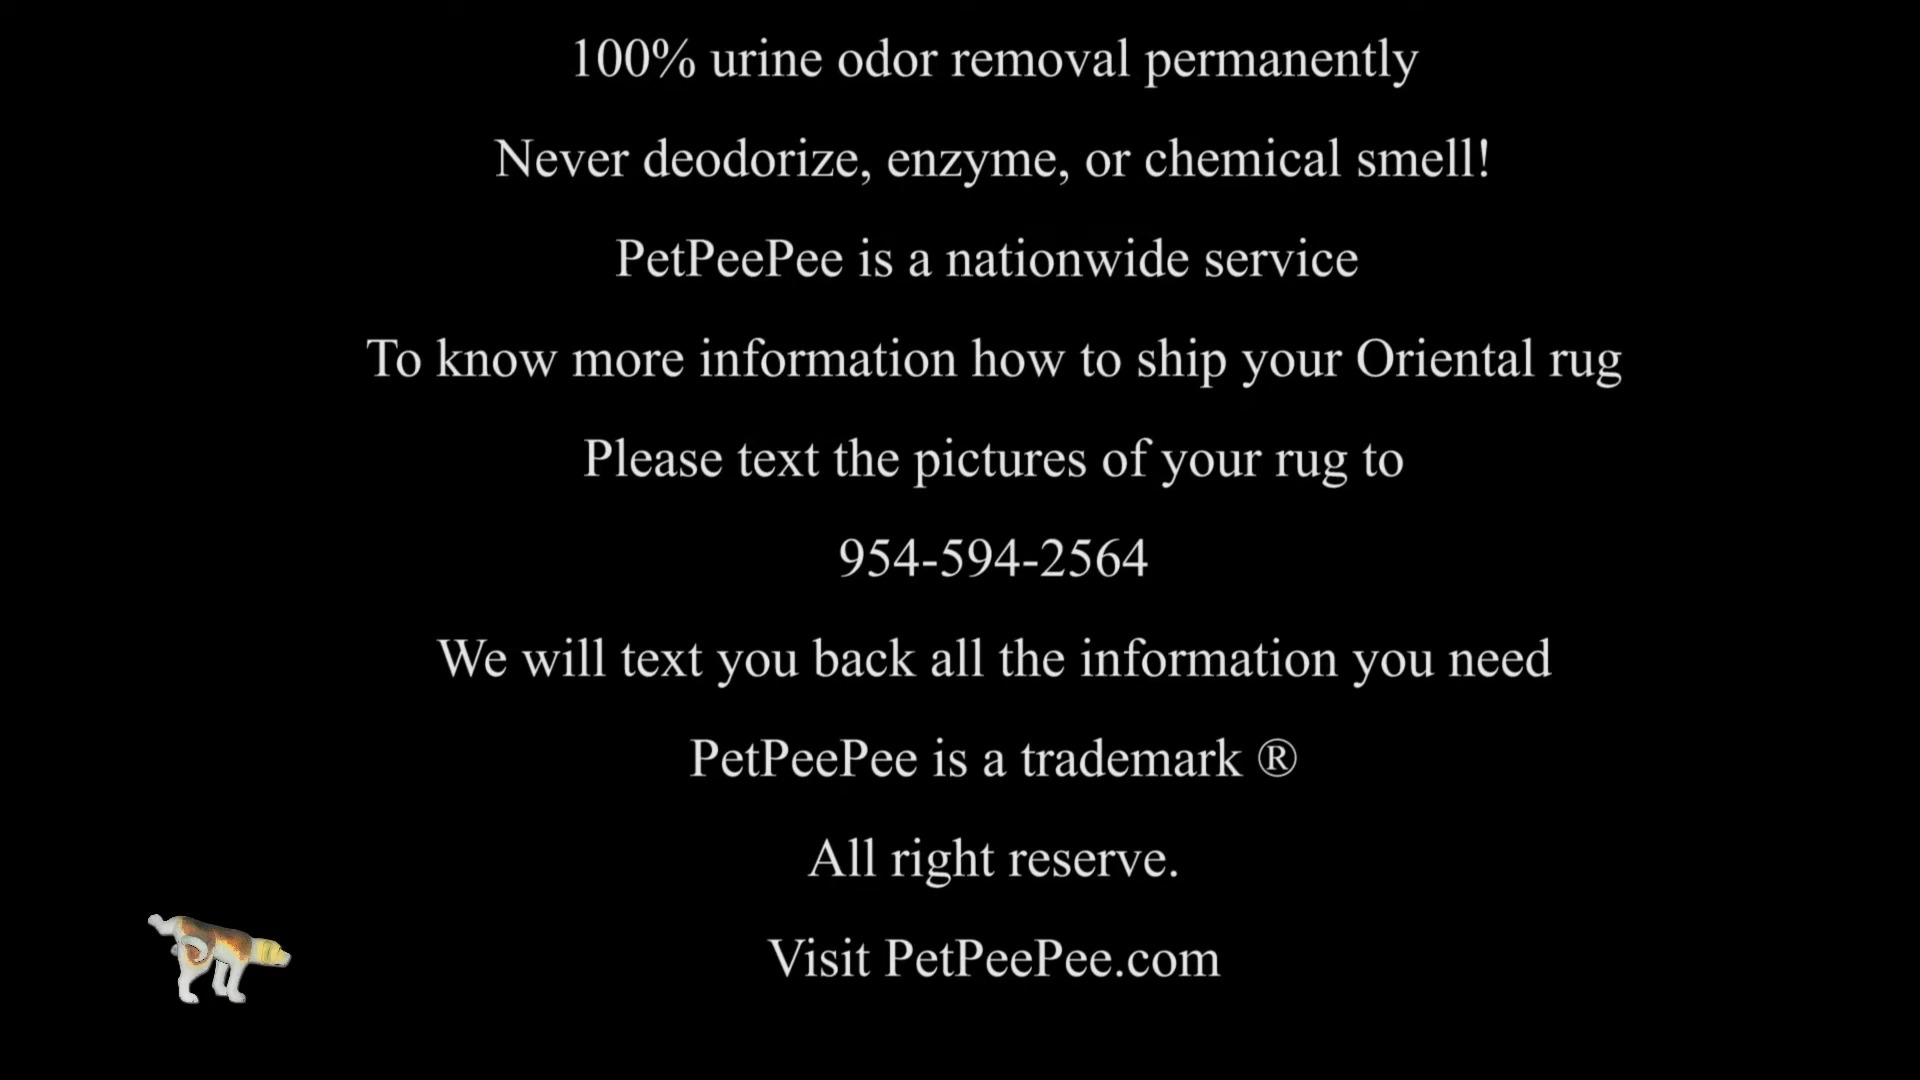 100% urine odor removal permanently
Never deodorize, enzyme, or chemical smell!
PetPeePee is a nationwide service
To know more information how to ship your Oriental rug
Please text the pictures of your rug to
954-594-2564
We will text you back all the information you need
PetPeePee is a trademark ®
All right reserve.
Visit PetPeePee.com